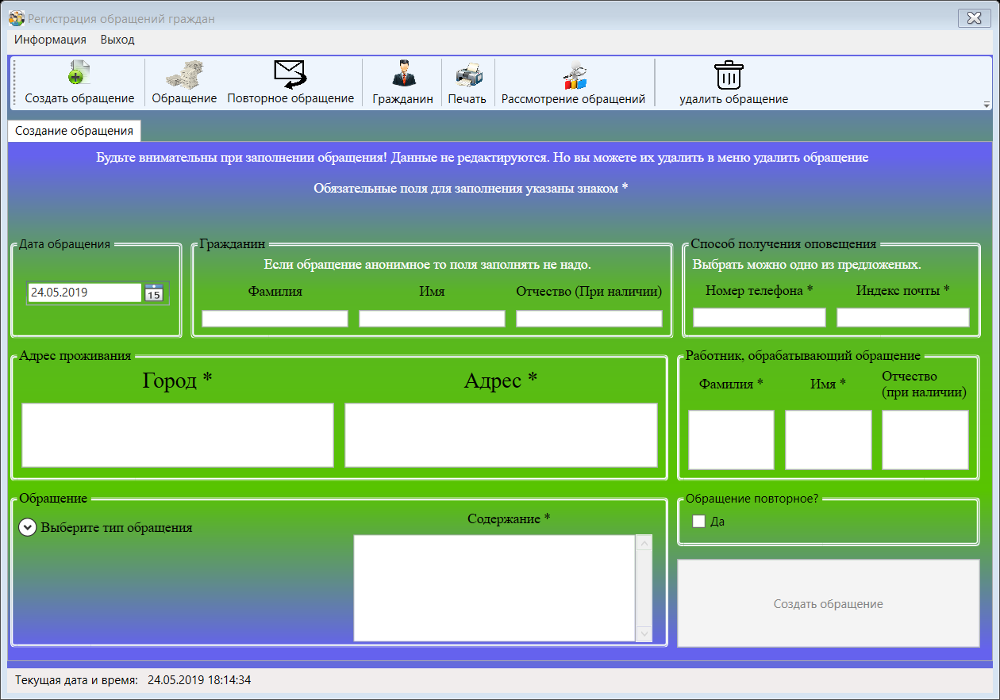 Регистрация обращений граждан
Информация Выход
Создать обращение Обращение Повторное обращение Гражданин Печать Рассмотрение обращений удалить обращение
Создание обращения
Будьте внимательны при заполнении обращения! Данные не редактируются. Но вы можете их удалить в меню удалить обращение
Обязательные поля для заполнения указаны знаком *
Дата обращения
24.05.2019
15
Гражданин
Если обращение анонимное то поля заполнять не надо.
Фамилия Имя Отчество (При наличии)
Способ получения оповещения
Выбрать можно одно из предложеных.
Номер телефона * Индекс почты *
Адрес проживания
Город * Адрес *
Работник, обрабатывающий обращение
Фамилия * Имя * Отчество
(при наличии)
Обращение
Выберите тип обращения
Содержание *
Обращение повторное?
Да
Создать обращение
Текущая дата и время: 24.05.2019 18:14:34